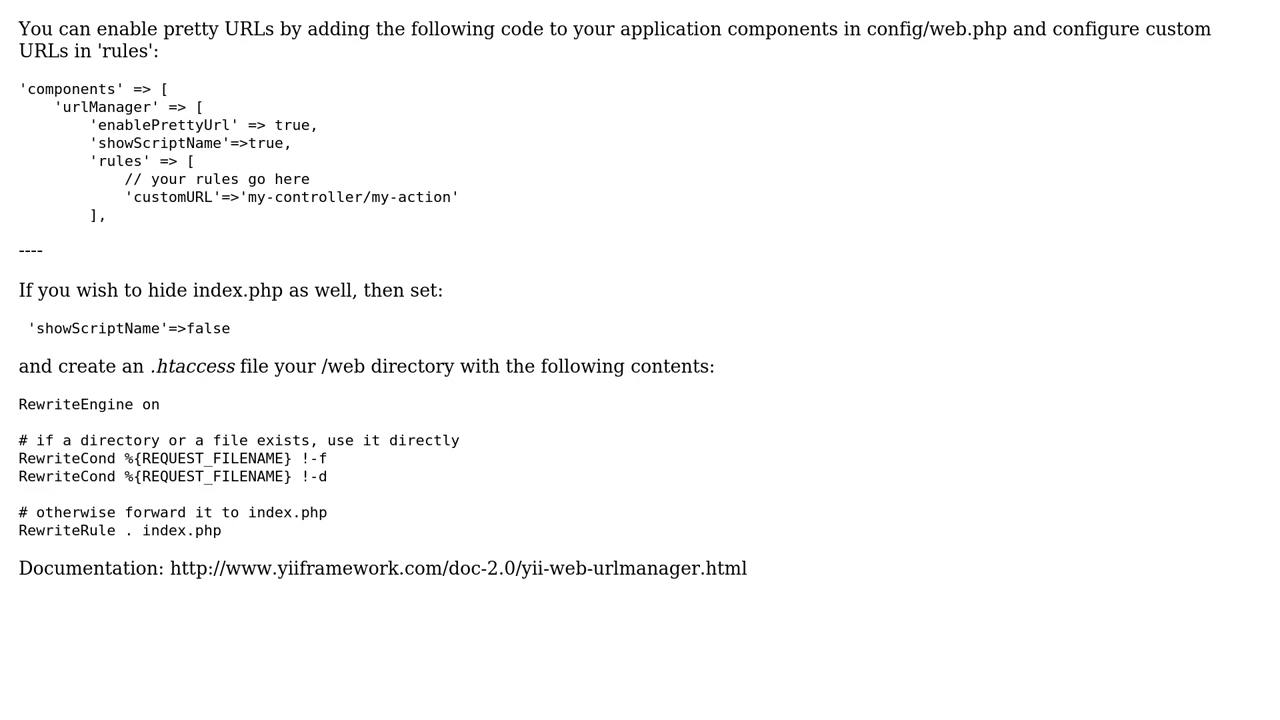 You can enable pretty URLs by adding the following code to your application components in config/web.php and configure custom
URLs in 'rules':
'components' => [
    'urlManager' => [
        'enablePrettyUrl' => true,
        'showScriptName'=>true,
        'rules' => [
            // your rules go here
            'customURL'=>'my-controller/my-action'
        ],
----
If you wish to hide index.php as well, then set:
 'showScriptName'=>false
and create an .htaccess file your /web directory with the following contents:
RewriteEngine on
# if a directory or a file exists, use it directly
RewriteCond %{REQUEST_FILENAME} !-f
RewriteCond %{REQUEST_FILENAME} !-d
# otherwise forward it to index.php
RewriteRule . index.php
Documentation: http://www.yiiframework.com/doc-2.0/yii-web-urlmanager.html